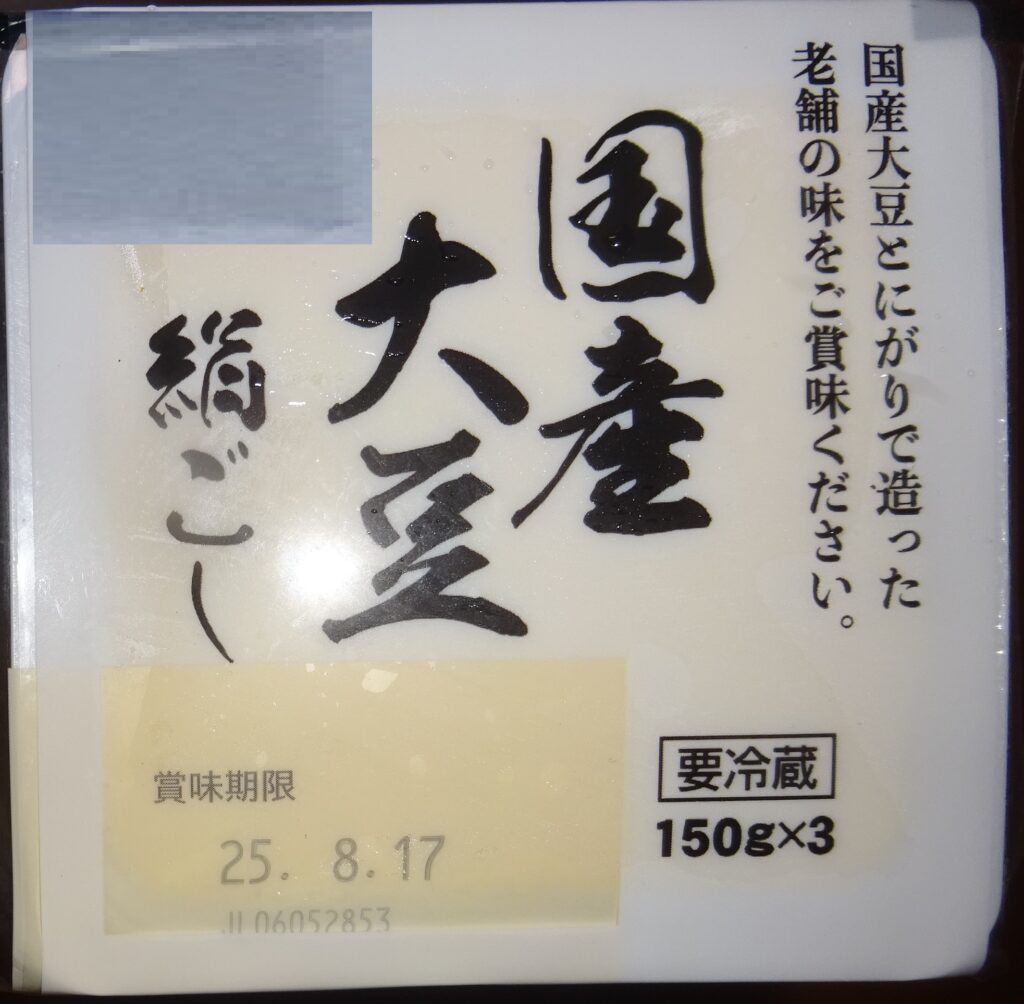 国産大豆とにがりで造った
老舗の味をご賞味ください。
国産
大豆
絹ごし
要冷蔵
150g×3
賞味期限
25. 8.17
JL06052853